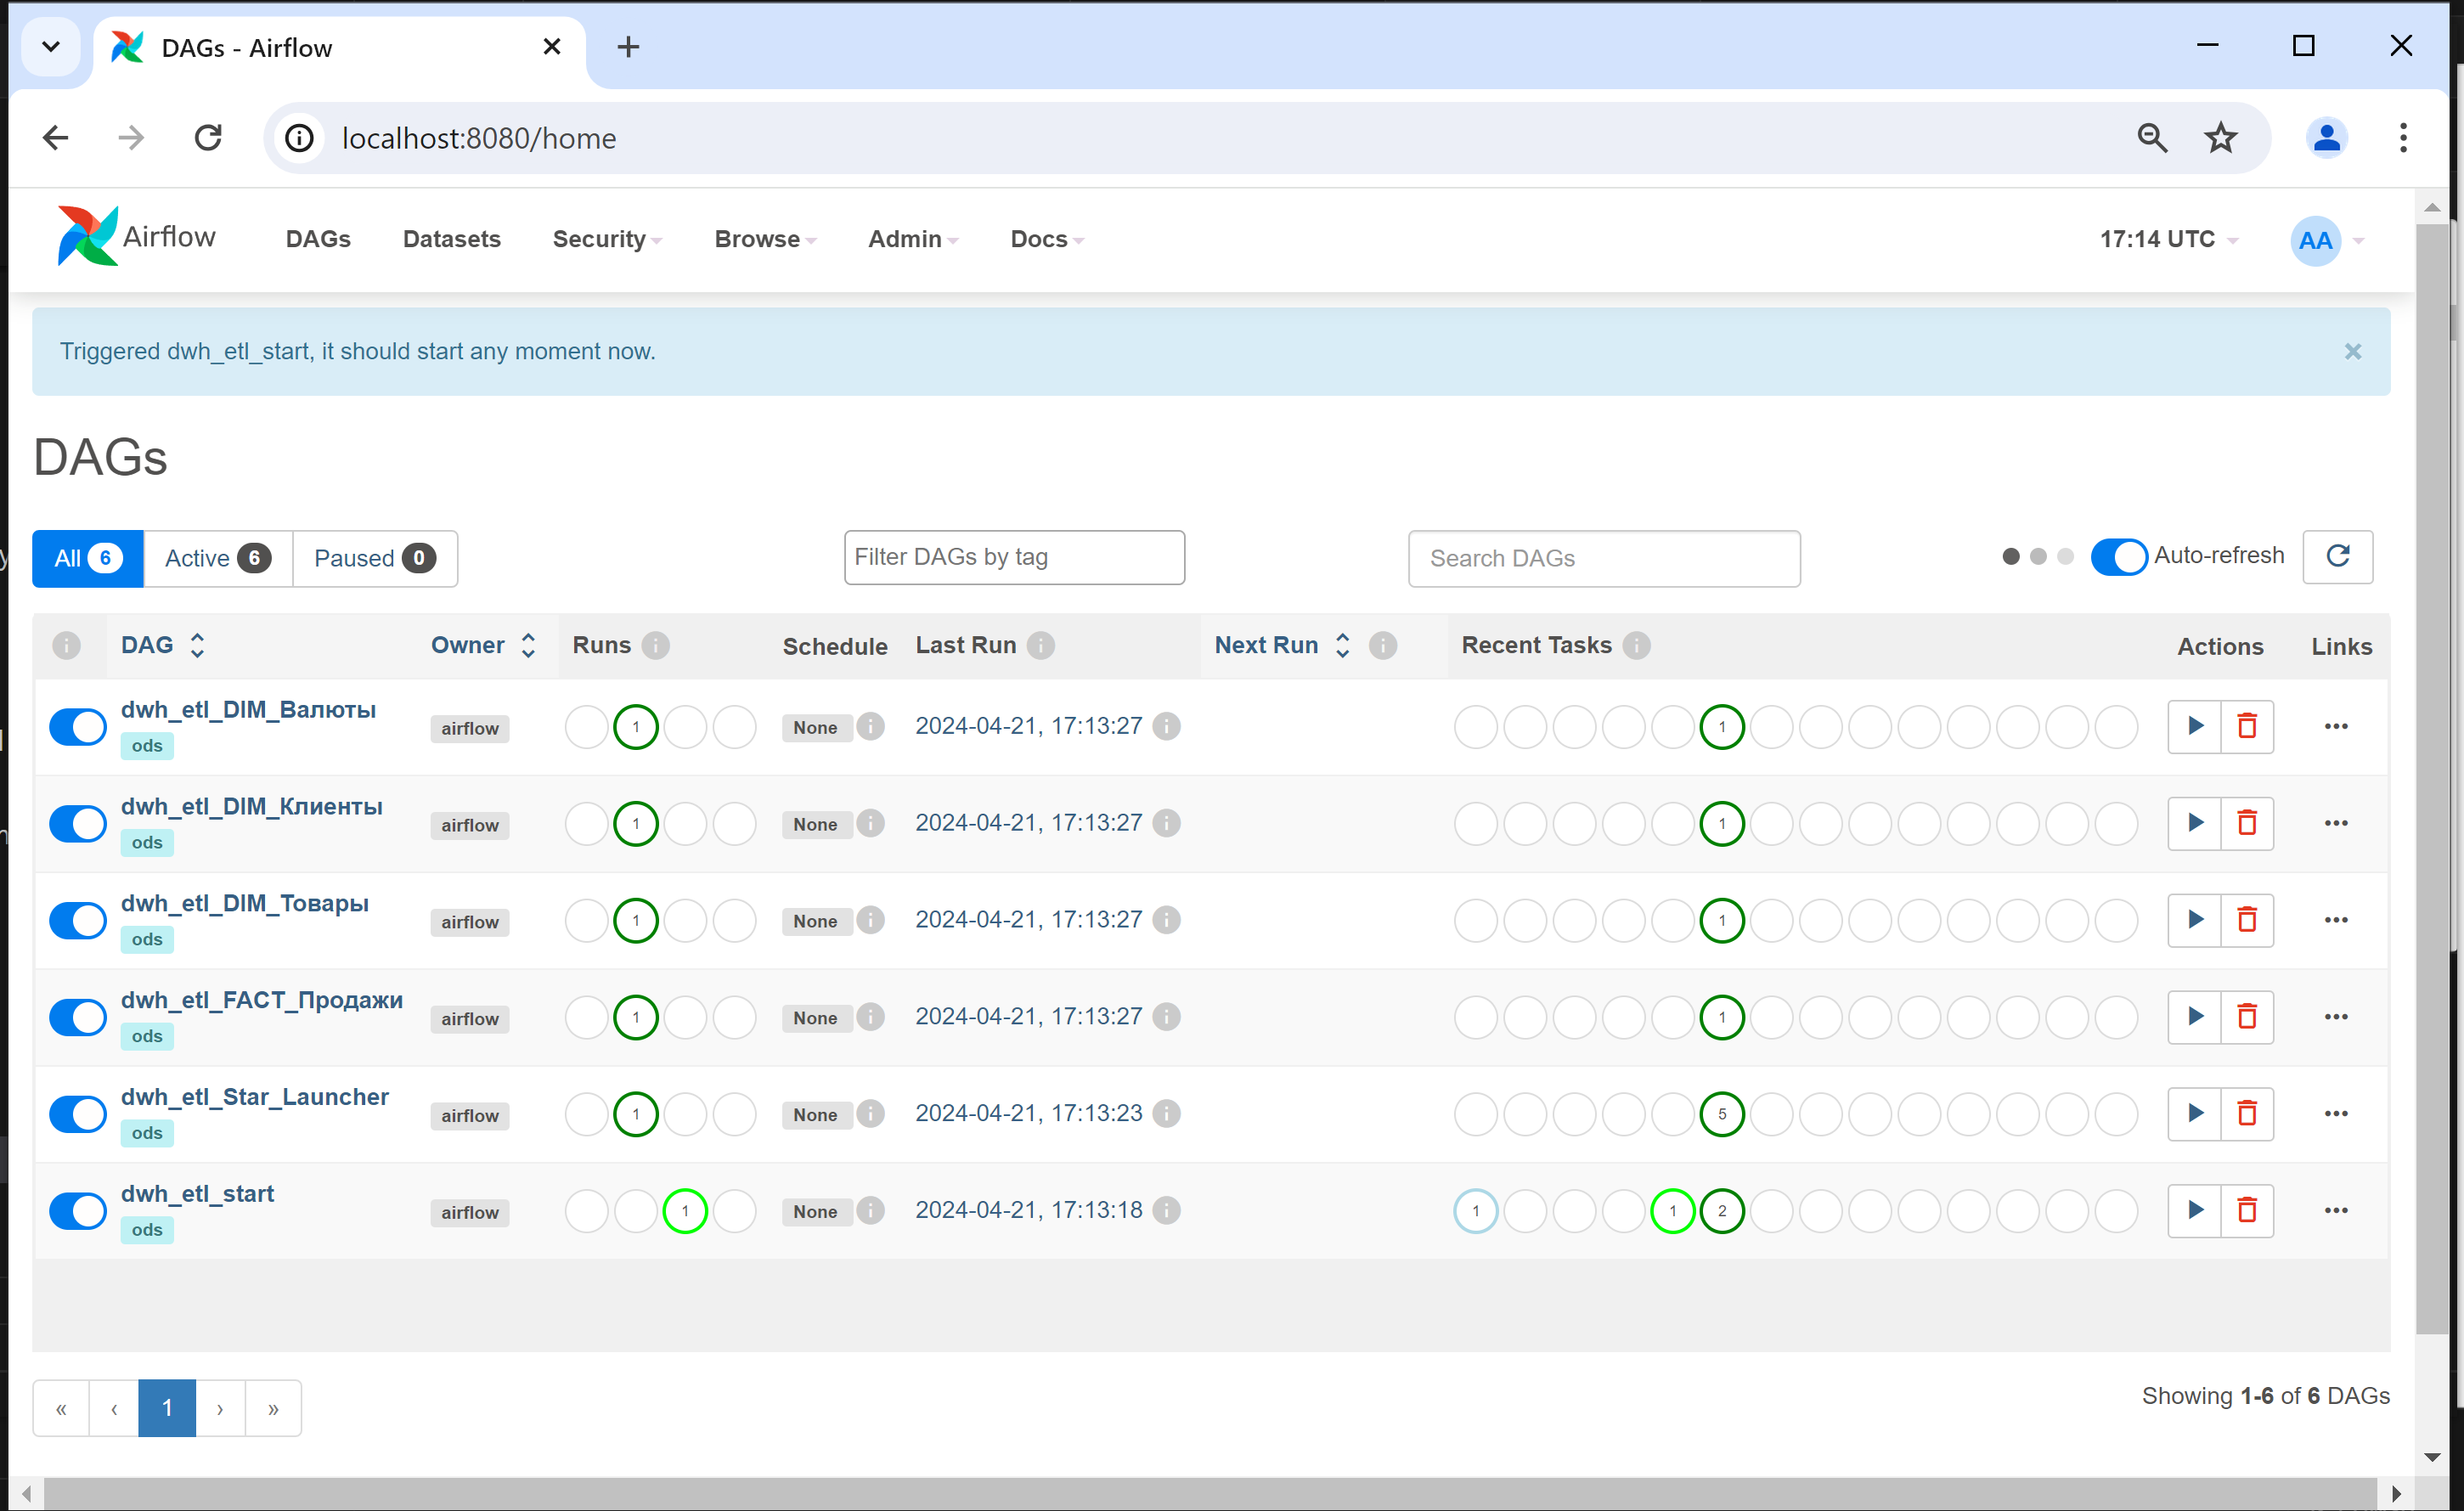 DAGs - Airflow
localhost:8080/home
Airflow DAGs Datasets Security Browse Admin Docs 17:14 UTC AA
Triggered dwh_etl_start, it should start any moment now. ×
DAGs
All 6 Active 6 Paused 0 Filter DAGs by tag Search DAGs Auto-refresh
DAG Owner Runs Schedule Last Run Next Run Recent Tasks Actions Links
dwh_etl_DIM_Валюты
ods
airflow 1 None 2024-04-21, 17:13:27 1
dwh_etl_DIM_Клиенты
ods
airflow 1 None 2024-04-21, 17:13:27 1
dwh_etl_DIM_Товары
ods
airflow 1 None 2024-04-21, 17:13:27 1
dwh_etl_FACT_Продажи
ods
airflow 1 None 2024-04-21, 17:13:27 1
dwh_etl_Star_Launcher
ods
airflow 1 None 2024-04-21, 17:13:23 5
dwh_etl_start
ods
airflow 1 None 2024-04-21, 17:13:18 1 1 2
« ‹ 1 › »
Showing 1-6 of 6 DAGs